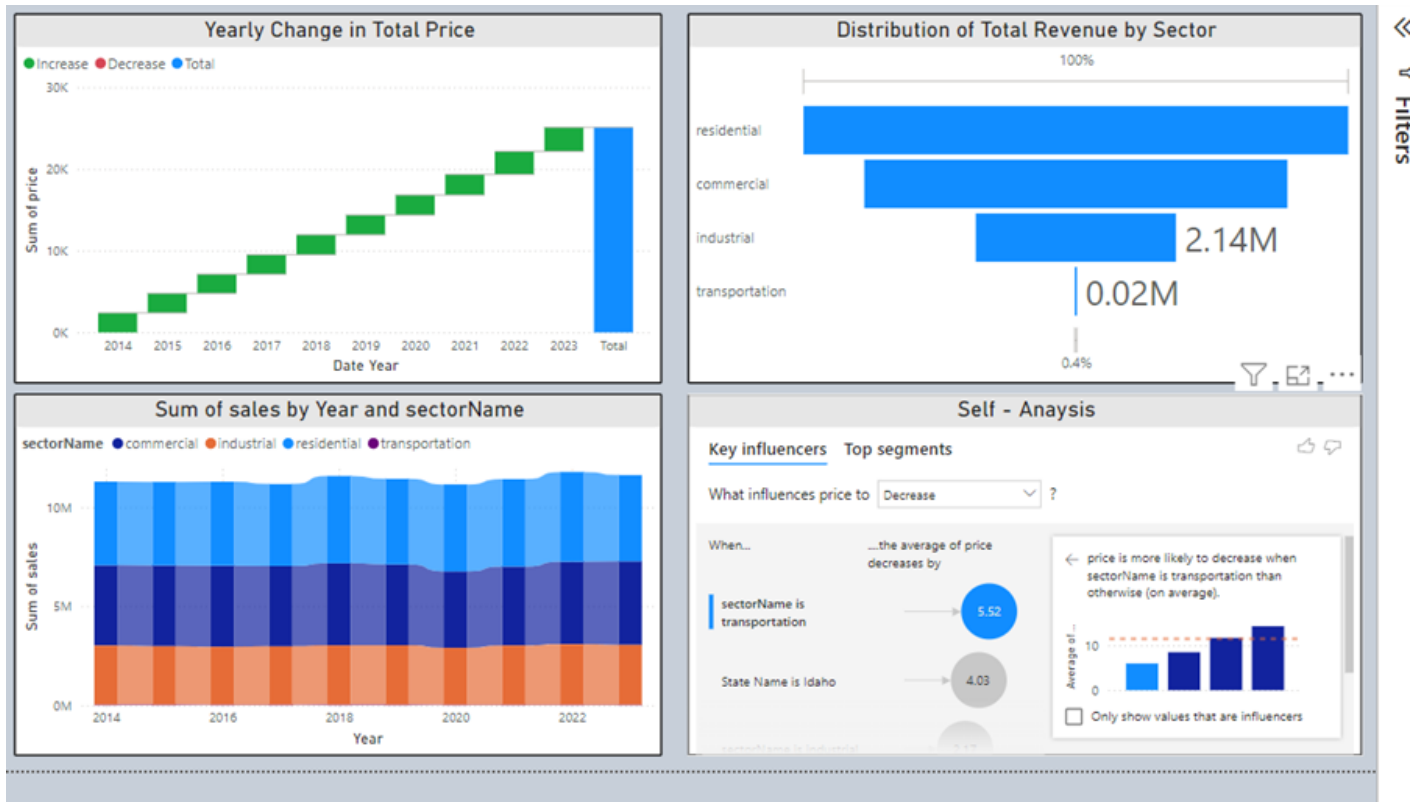 Yearly Change in Total Price
Increase Decrease Total
30K
20K
10K
0K
Sum of price
2014 2015 2016 2017 2018 2019 2020 2021 2022 2023 Total
Date Year
Distribution of Total Revenue by Sector
100%
residential
commercial
industrial
2.14M
transportation
0.02M
0.4%
Filters
Sum of sales by Year and sectorName
sectorName commercial industrial residential transportation
10M
5M
0M
Sum of sales
2014 2016 2018 2020 2022
Year
Self - Anaysis
Key influencers Top segments
What influences price to Decrease ?
When...
....the average of price
decreases by
sectorName is
transportation
5.52
State Name is Idaho
4.03
sectorName is industrial
price is more likely to decrease when
sectorName is transportation than
otherwise (on average).
Average of ...
10
0
Only show values that are influencers